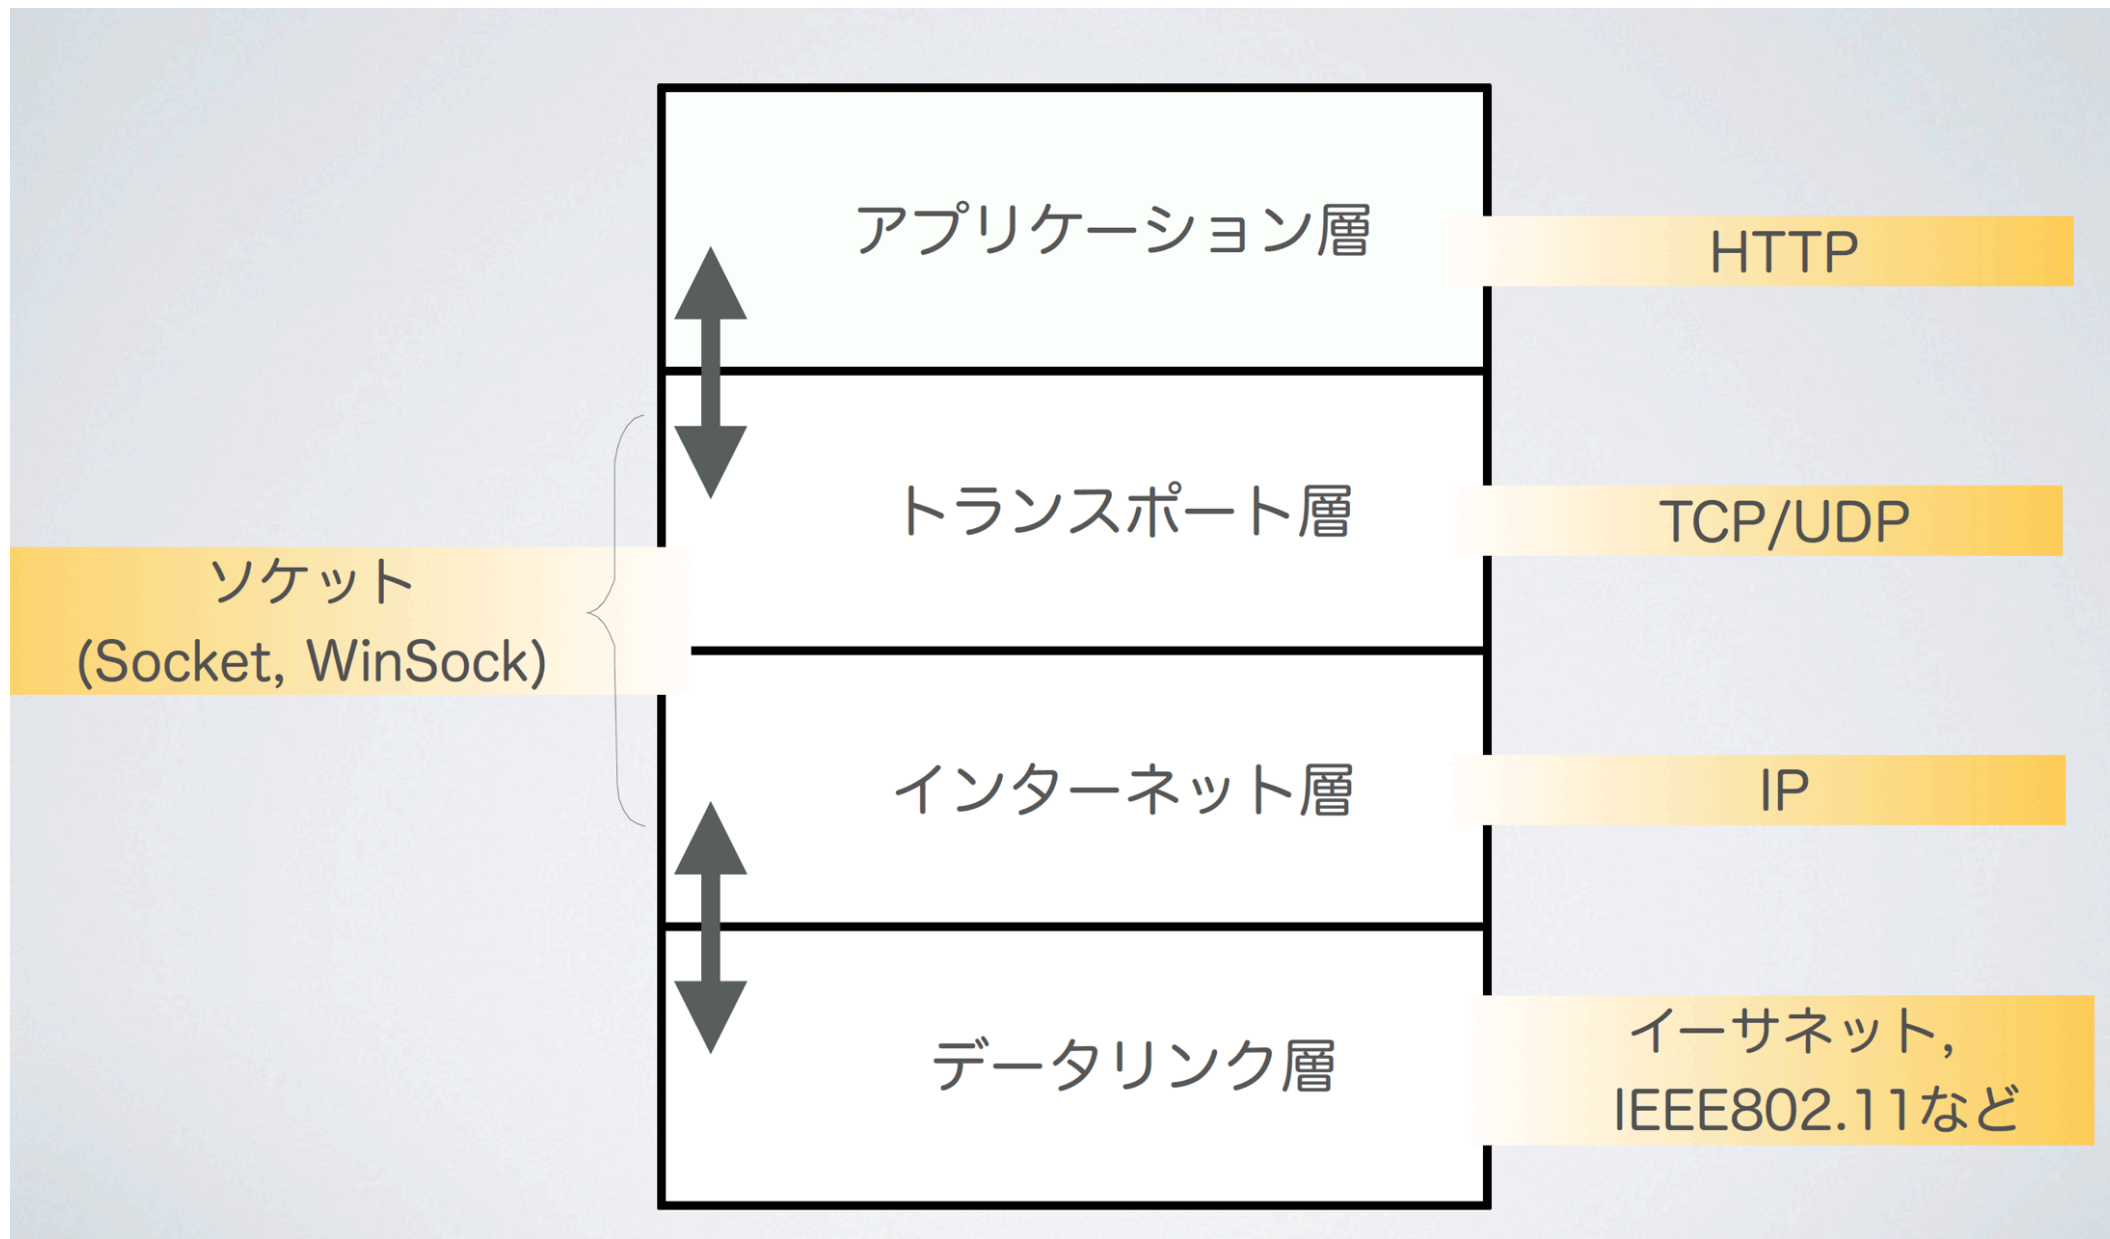 アプリケーション層
HTTP
トランスポート層
TCP/UDP
ソケット
(Socket, WinSock)
インターネット層
IP
データリンク層
イーサネット,
IEEE802.11など